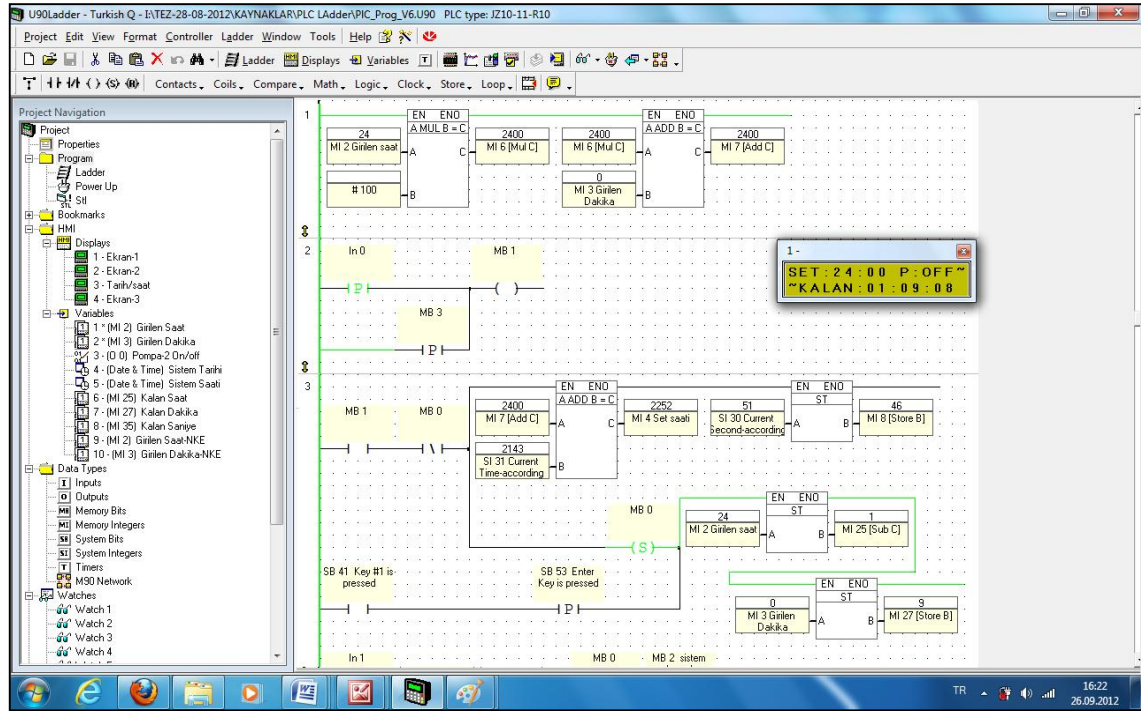 U90Ladder - Turkish Q - I:\TEZ-28-08-2012\KAYNAKLAR\PLC LAdder\PIC_Prog_V6.U90 PLC type: JZ10-11-R10
Project Edit View Format Controller Ladder Window Tools Help
Ladder Displays Variables
Contacts Coils Compare Math Logic Clock Store Loop
Project Navigation
Project
Properties
Program
Ladder
Power Up
Stl
Bookmarks
HMI
Displays
1 - Ekran-1
2 - Ekran-2
3 - Tarih/saat
4 - Ekran-3
Variables
1 * (MI 2) Girilen Saat
2 * (MI 3) Girilen Dakika
3 - (O 0) Pompa-2 On/off
4 - (Date & Time) Sistem Tarihi
5 - (Date & Time) Sistem Saati
6 - (MI 25) Kalan Saat
7 - (MI 27) Kalan Dakika
8 - (MI 35) Kalan Saniye
9 - (MI 2) Girilen Saat-NKE
10 - (MI 3) Girilen Dakika-NKE
Data Types
Inputs
Outputs
Memory Bits
Memory Integers
System Bits
System Integers
Timers
M90 Network
Watches
Watch 1
Watch 2
Watch 3
Watch 4
1
EN ENO EN ENO
A MUL B = C A ADD B = C
24 2400 2400 2400
MI 2 Girilen saat A C MI 6 [Mul C] MI 6 [Mul C] A C MI 7 [Add C]
# 100 B
0
MI 3 Girilen
Dakika
B
2
In 0 MB 1
P ( )
MB 3
P
1 -
SET:24:00 P:OFF~
~KALAN:01:09:08
3
EN ENO EN ENO
A ADD B = C ST
MB 1 MB 0
2400 2252 51 46
MI 7 [Add C] A C MI 4 Set saati SI 30 Current A B MI 8 [Store B]
Second-according
2143
SI 31 Current B
Time-according
EN ENO
ST
MB 0
(S)
24 1
MI 2 Girilen saat A B MI 25 [Sub C]
SB 41 Key #1 is
pressed
SB 53 Enter
Key is pressed
P
EN ENO
ST
0 9
MI 3 Girilen A B MI 27 [Store B]
Dakika
In 1 MB 0 MB 2 sistem
TR 16:22
26.09.2012